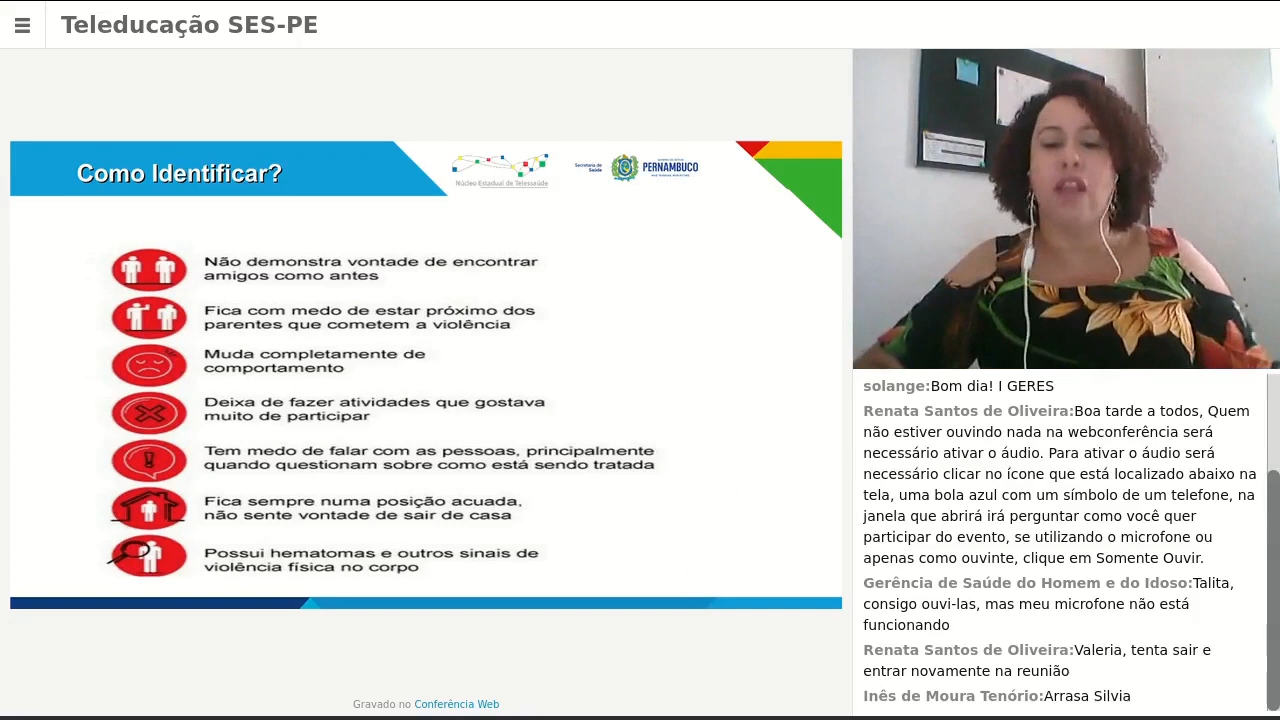 Teleducação SES-PE
Como Identificar?
Núcleo Estadual de Telessaúde
Secretaria de
Saúde
PERNAMBUCO
Não demonstra vontade de encontrar
amigos como antes
Fica com medo de estar próximo dos
parentes que cometem a violência
Muda completamente de
comportamento
Deixa de fazer atividades que gostava
muito de participar
Tem medo de falar com as pessoas, principalmente
quando questionam sobre como está sendo tratada
Fica sempre numa posição acuada,
não sente vontade de sair de casa
Possui hematomas e outros sinais de
violência física no corpo
Gravado no Conferência Web
solange:Bom dia! I GERES
Renata Santos de Oliveira:Boa tarde a todos, Quem
não estiver ouvindo nada na webconferência será
necessário ativar o áudio. Para ativar o áudio será
necessário clicar no ícone que está localizado abaixo na
tela, uma bola azul com um símbolo de um telefone, na
janela que abrirá irá perguntar como você quer
participar do evento, se utilizando o microfone ou
apenas como ouvinte, clique em Somente Ouvir.
Gerência de Saúde do Homem e do Idoso:Talita,
consigo ouvi-las, mas meu microfone não está
funcionando
Renata Santos de Oliveira:Valeria, tenta sair e
entrar novamente na reunião
Inês de Moura Tenório:Arrasa Silvia